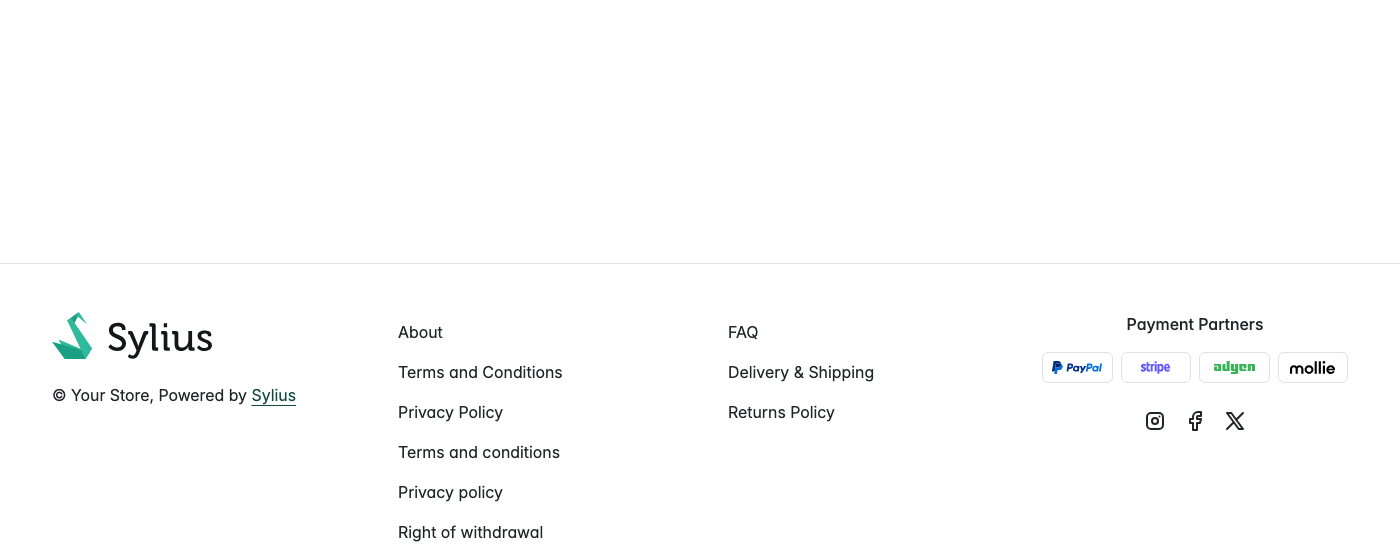 Sylius
© Your Store, Powered by Sylius
About
Terms and Conditions
Privacy Policy
Terms and conditions
Privacy policy
Right of withdrawal
FAQ
Delivery & Shipping
Returns Policy
Payment Partners
PayPal
stripe
adyen
mollie